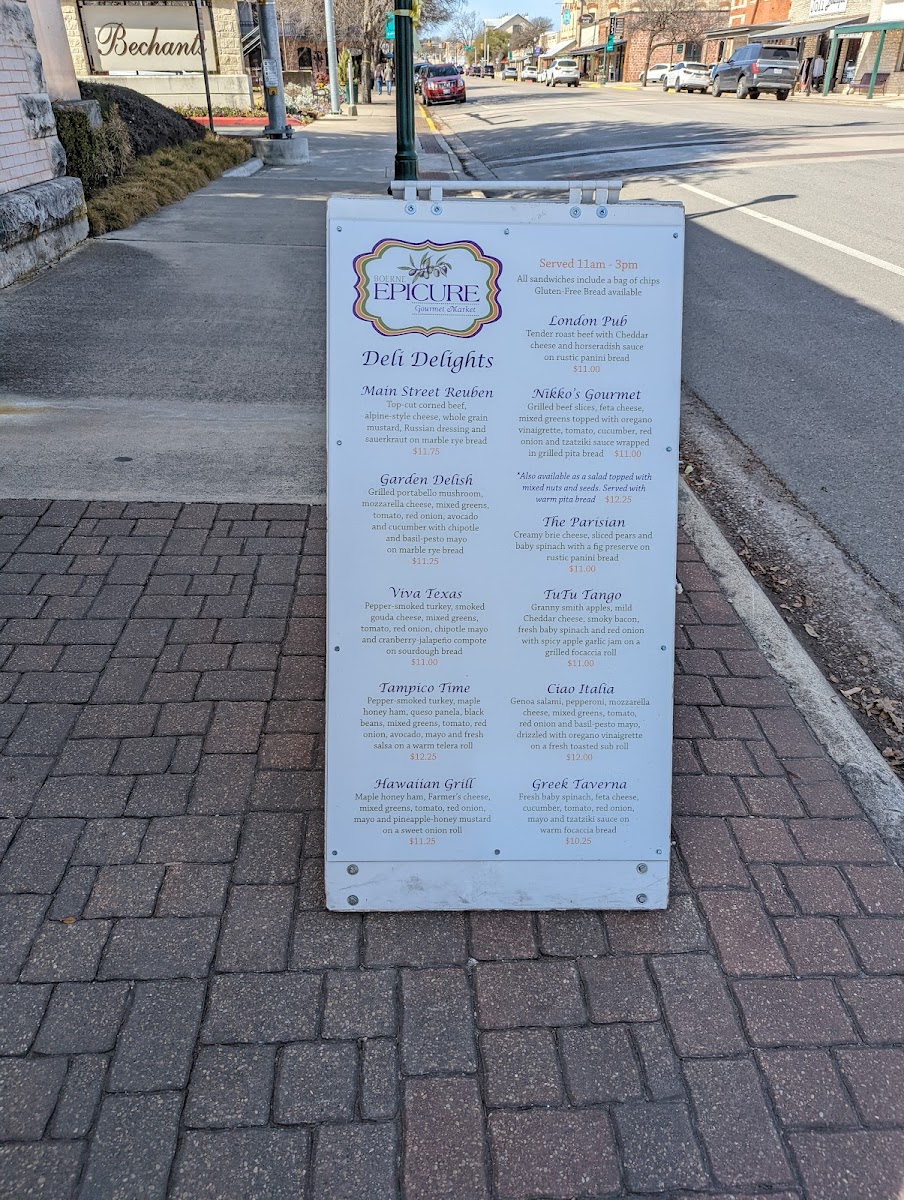 Bechants
BOERNE
EPICURE
Gourmet Market
Deli Delights
Main Street Reuben
Top-cut corned beef,
alpine-style cheese, whole grain
mustard, Russian dressing and
sauerkraut on marble rye bread
$11.75
Garden Delish
Grilled portabello mushroom,
mozzarella cheese, mixed greens,
tomato, red onion, avocado
and cucumber with chipotle
and basil-pesto mayo
on marble rye bread
$11.25
Viva Texas
Pepper-smoked turkey, smoked
gouda cheese, mixed greens,
tomato, red onion, chipotle mayo
and cranberry-jalapeño compote
on sourdough bread
$11.00
Tampico Time
Pepper-smoked turkey, maple
honey ham, queso panela, black
beans, mixed greens, tomato, red
onion, avocado, mayo and fresh
salsa on a warm telera roll
$12.25
Hawaiian Grill
Maple honey ham, Farmer's cheese,
mixed greens, tomato, red onion,
mayo and pineapple-honey mustard
on a sweet onion roll
$11.25
Served 11am - 3pm
All sandwiches include a bag of chips
Gluten-Free Bread available
London Pub
Tender roast beef with Cheddar
cheese and horseradish sauce
on rustic panini bread
$11.00
Nikko's Gourmet
Grilled beef slices, feta cheese,
mixed greens topped with oregano
vinaigrette, tomato, cucumber, red
onion and tzatziki sauce wrapped
in grilled pita bread $11.00
*Also available as a salad topped with
mixed nuts and seeds. Served with
warm pita bread $12.25
The Parisian
Creamy brie cheese, sliced pears and
baby spinach with a fig preserve on
rustic panini bread
$11.00
TuTu Tango
Granny smith apples, mild
Cheddar cheese, smoky bacon,
fresh baby spinach and red onion
with spicy apple garlic jam on a
grilled focaccia roll
$11.00
Ciao Italia
Genoa salami, pepperoni, mozzarella
cheese, mixed greens, tomato,
red onion and basil-pesto mayo,
drizzled with oregano vinaigrette
on a fresh toasted sub roll
$12.00
Greek Taverna
Fresh baby spinach, feta cheese,
cucumber, tomato, red onion,
mayo and tzatziki sauce on
warm focaccia bread
$10.25